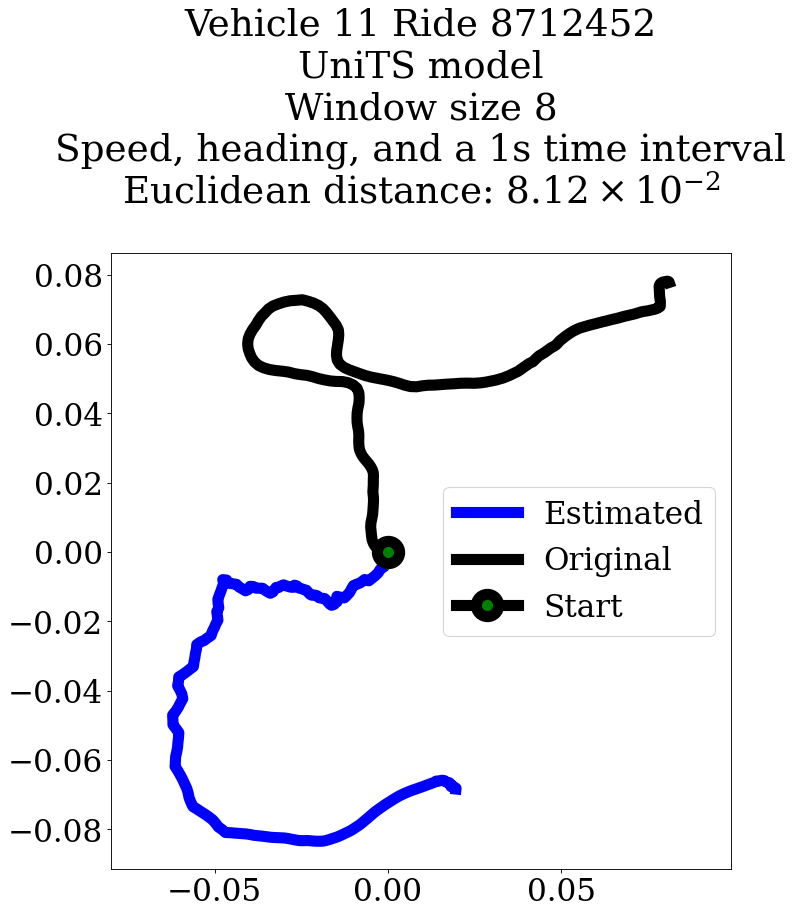 Vehicle 11 Ride 8712452
UniTS model
Window size 8
Speed, heading, and a 1s time interval
Euclidean distance: 8.12 × 10⁻²
0.08
0.06
0.04
0.02
0.00
−0.02
−0.04
−0.06
−0.08
Estimated
Original
Start
−0.05
0.00
0.05